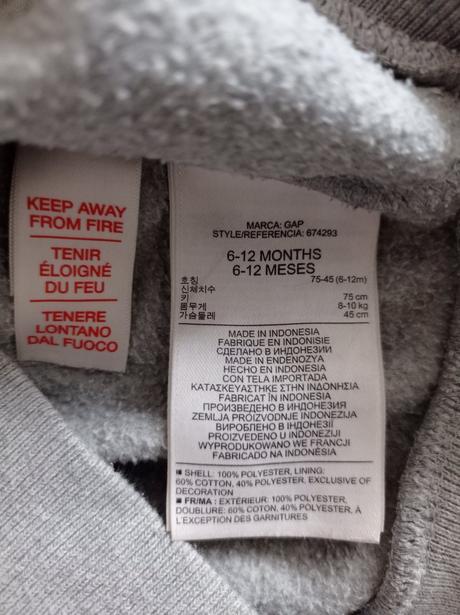 KEEP AWAY
FROM FIRE
TENIR
ÉLOIGNÉ
DU FEU
TENERE
LONTANO
DAL FUOCO
MARCA: GAP
STYLE/REFERENCIA: 674293
6-12 MONTHS
6-12 MESES
호칭 75-45 (6-12m)
신체치수
키 75 cm
몸무게 8-10 kg
가슴둘레 45 cm
MADE IN INDONESIA
FABRIQUE EN INDONISIE
СДЕЛАНО В ИНДОНЕЗИИ
MADE IN ENDENOZYA
HECHO EN INDONESIA
CON TELA IMPORTADA
ΚΑΤΑΣΚΕΥΑΣΤΗΚΕ ΣΤΗΝ ΙΝΔΟΝΗΣΙΑ
FABRICAT ÎN INDONESIA
ПРОИЗВЕДЕНО В ИНДОНЕЗИЯ
ZEMLJA PROIZVODNJE INDONEZIJA
ВИРОБЛЕНО В ІНДОНЕЗІЇ
PROIZVEDENO U INDONEZIJI
WYPRODUKOWANO WE FRANCJI
FABRICADO NA INDONÉSIA
■ SHELL: 100% POLYESTER, LINING:
60% COTTON, 40% POLYESTER, EXCLUSIVE OF
DECORATION
■ FR/MA : EXTÉRIEUR: 100%
POLYESTER, DOUBLURE: 60% COTON, 40% POLYESTER, À
L'EXCEPTION DES GARNITURES